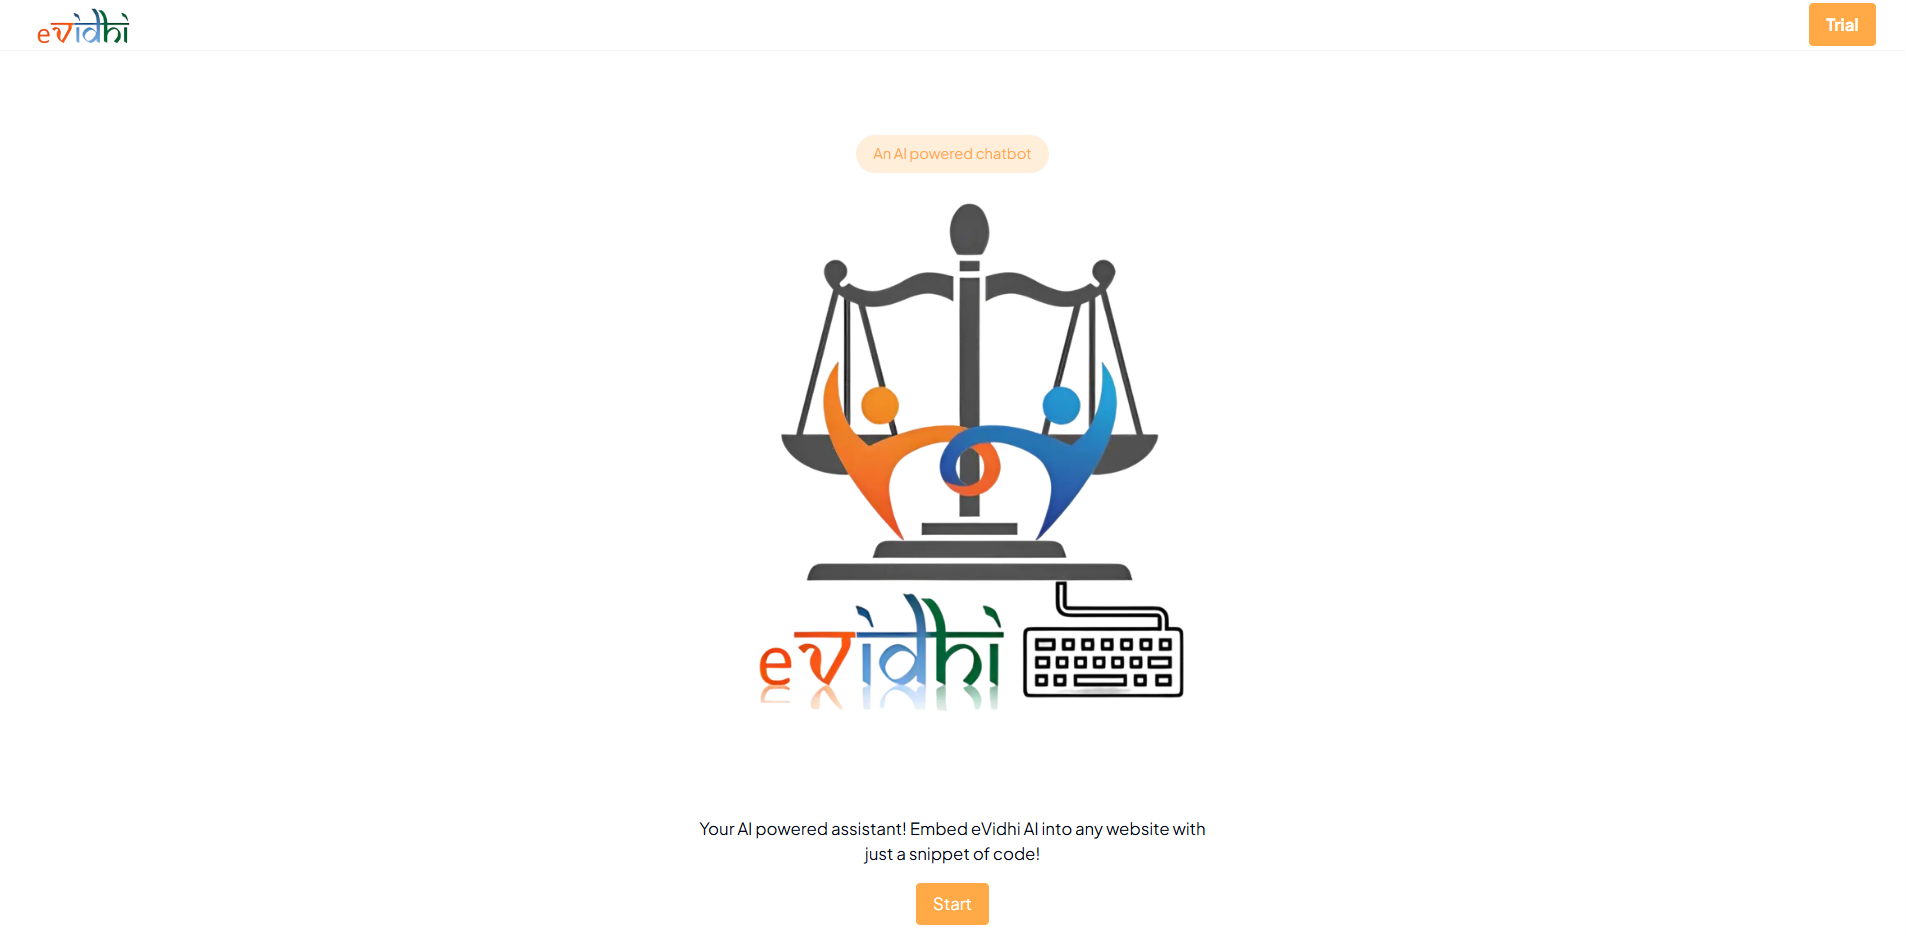 evidhi
Trial
An AI powered chatbot
evidhi
Your AI powered assistant! Embed eVidhi AI into any website with
just a snippet of code!
Start